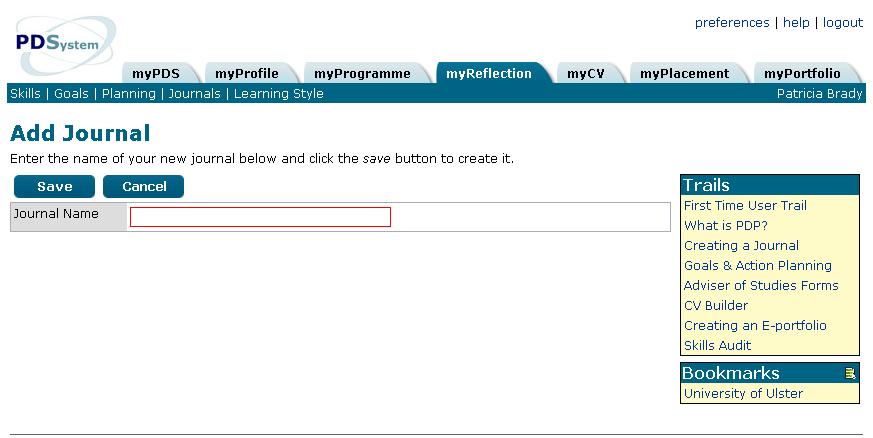 preferences | help | logout
PDSystem
myPDS myProfile myProgramme myReflection myCV myPlacement myPortfolio
Skills | Goals | Planning | Journals | Learning Style Patricia Brady
Add Journal
Enter the name of your new journal below and click the save button to create it.
Save Cancel
Journal Name
Trails
First Time User Trail
What is PDP?
Creating a Journal
Goals & Action Planning
Adviser of Studies Forms
CV Builder
Creating an E-portfolio
Skills Audit
Bookmarks
University of Ulster